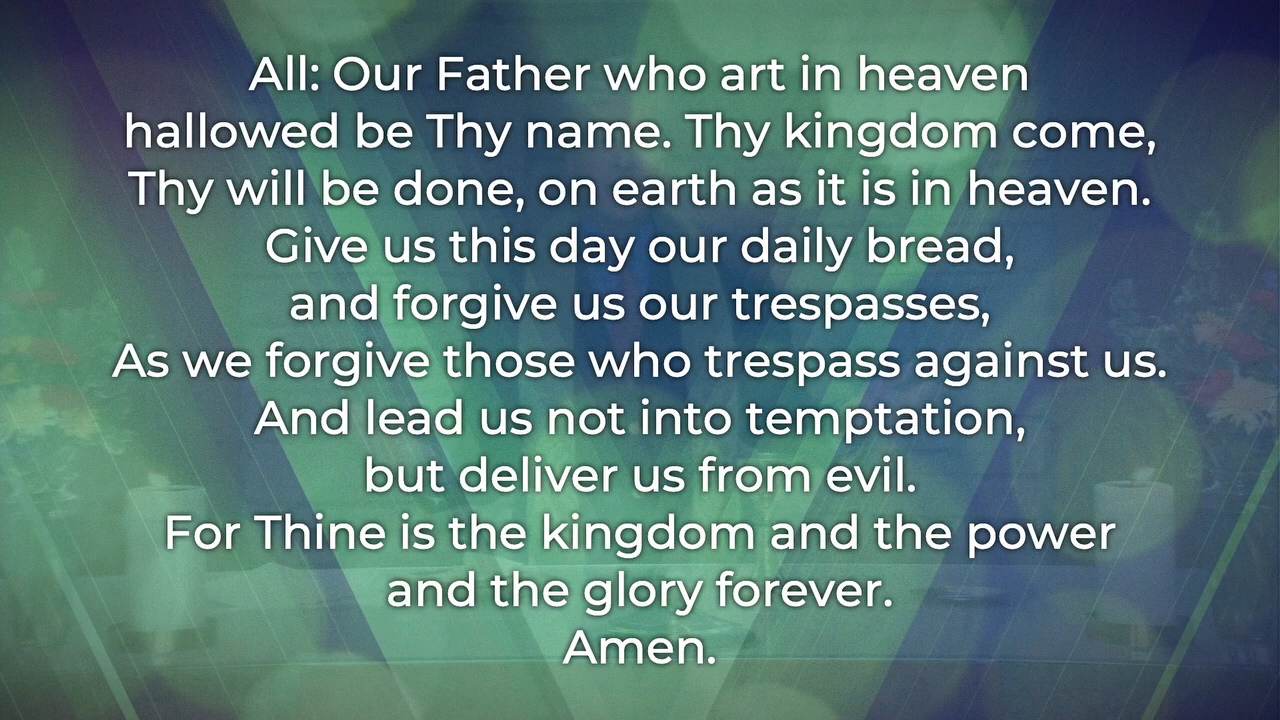 All: Our Father who art in heaven
hallowed be Thy name. Thy kingdom come,
Thy will be done, on earth as it is in heaven.
Give us this day our daily bread,
and forgive us our trespasses,
As we forgive those who trespass against us.
And lead us not into temptation,
but deliver us from evil.
For Thine is the kingdom and the power
and the glory forever.
Amen.